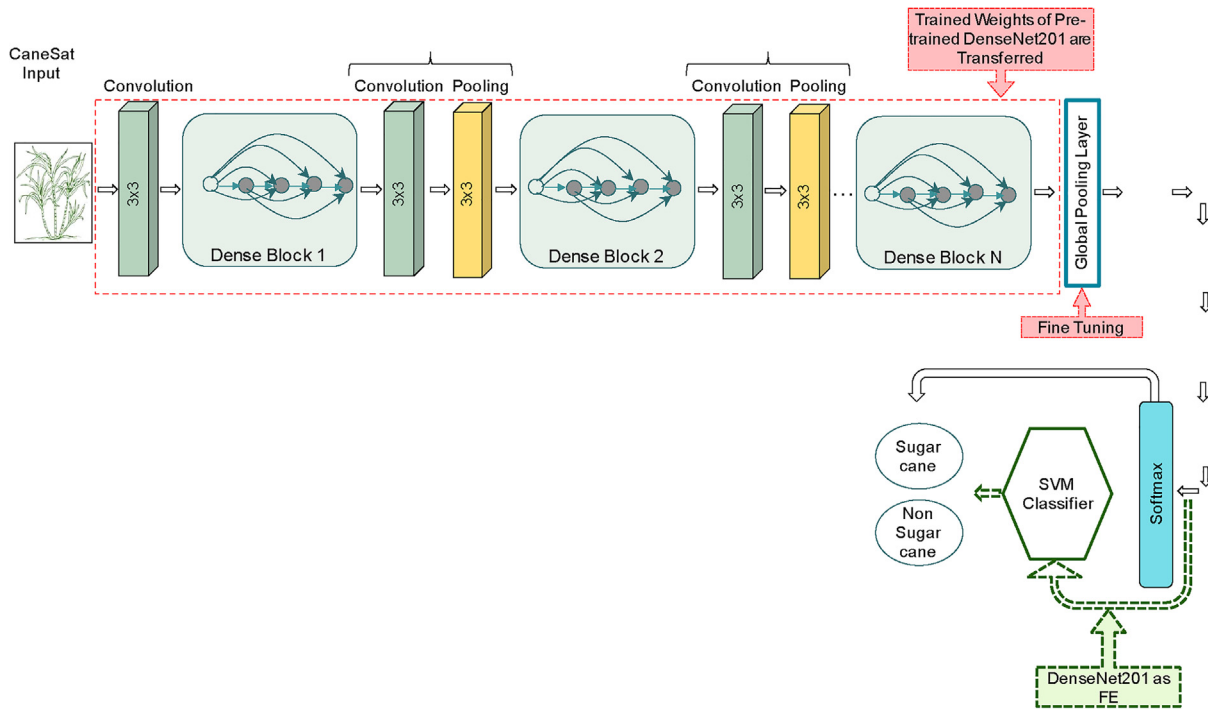 Trained Weights of Pre-
trained DenseNet201 are
Transferred
CaneSat
Input
Convolution
Convolution Pooling
Convolution Pooling
3x3
Dense Block 1
3x3
3x3
Dense Block 2
3x3
3x3
...
Dense Block N
Global Pooling Layer
Fine Tuning
Sugar
cane
Non
Sugar
cane
SVM
Classifier
Softmax
DenseNet201 as
FE